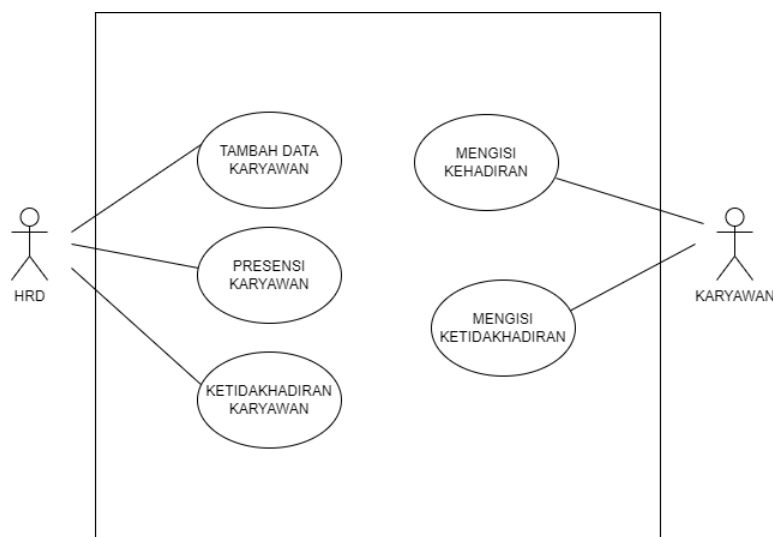 TAMBAH DATA
KARYAWAN
MENGISI
KEHADIRAN
HRD
PRESENSI
KARYAWAN
KARYAWAN
MENGISI
KETIDAKHADIRAN
KETIDAKHADIRAN
KARYAWAN